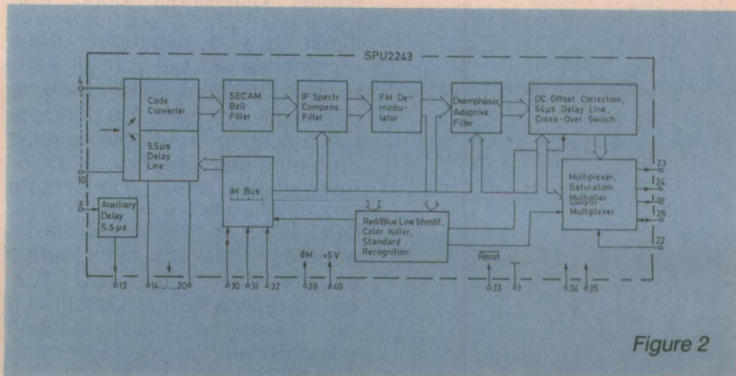 SPU2243
4
Code
Converter
SECAM
Bell
Filter
IF Spectr.
Compens.
Filter
FM De-
modu-
lator
Deemphasis,
Adaptive
Filter
DC Offset Correction,
64µs Delay Line,
Cross-Over Switch
5.5µs
Delay
Line
10
3
Auxiliary
Delay
5.5µs
IM Bus
Red/Blue Line Identif.,
Color Killer,
Standard
Recognition
Multiplexer,
Saturation
Multiplier
Output
Multiplexer
23
24
26
22
ØM
+5V
Reset
13
14
20
30
31
32
39
40
33
1
34
35
Figure 2